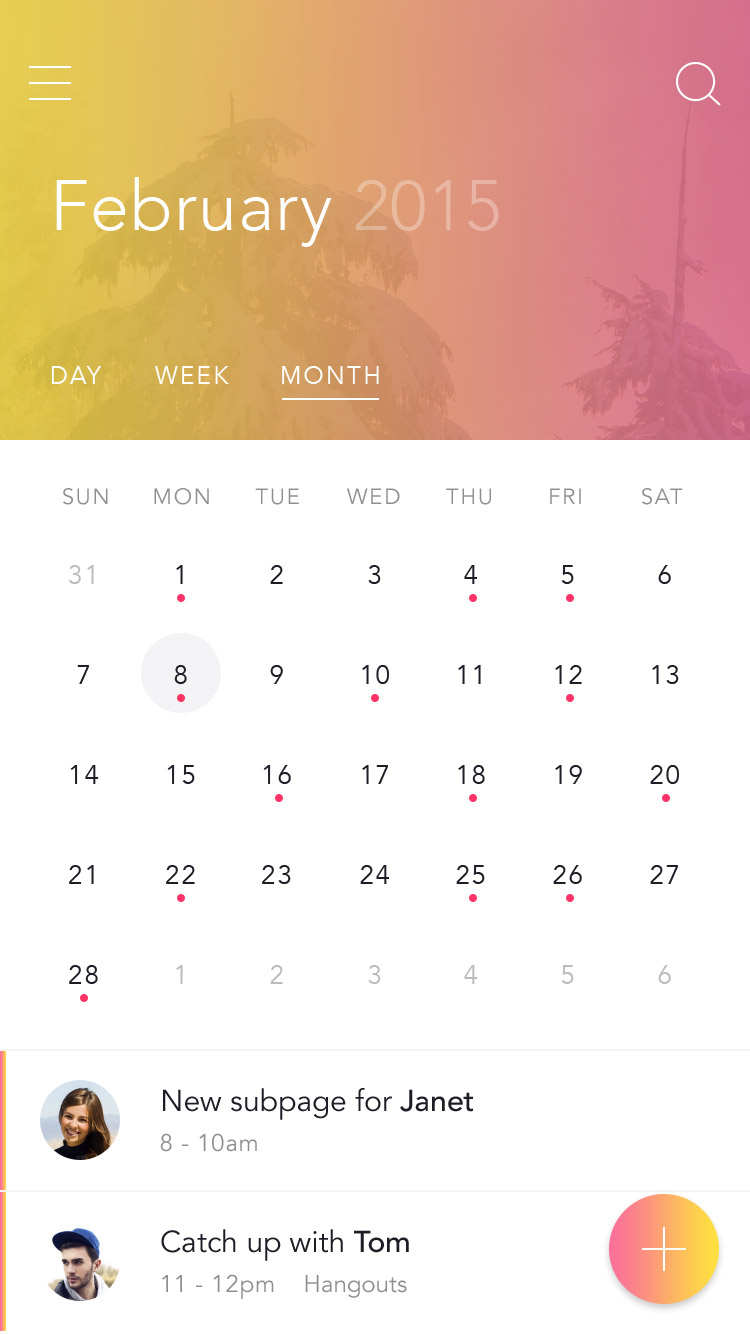 February 2015
DAY WEEK MONTH
SUN MON TUE WED THU FRI SAT
31 1 2 3 4 5 6
7 8 9 10 11 12 13
14 15 16 17 18 19 20
21 22 23 24 25 26 27
28 1 2 3 4 5 6
New subpage for Janet
8 - 10am
Catch up with Tom
11 - 12pm Hangouts